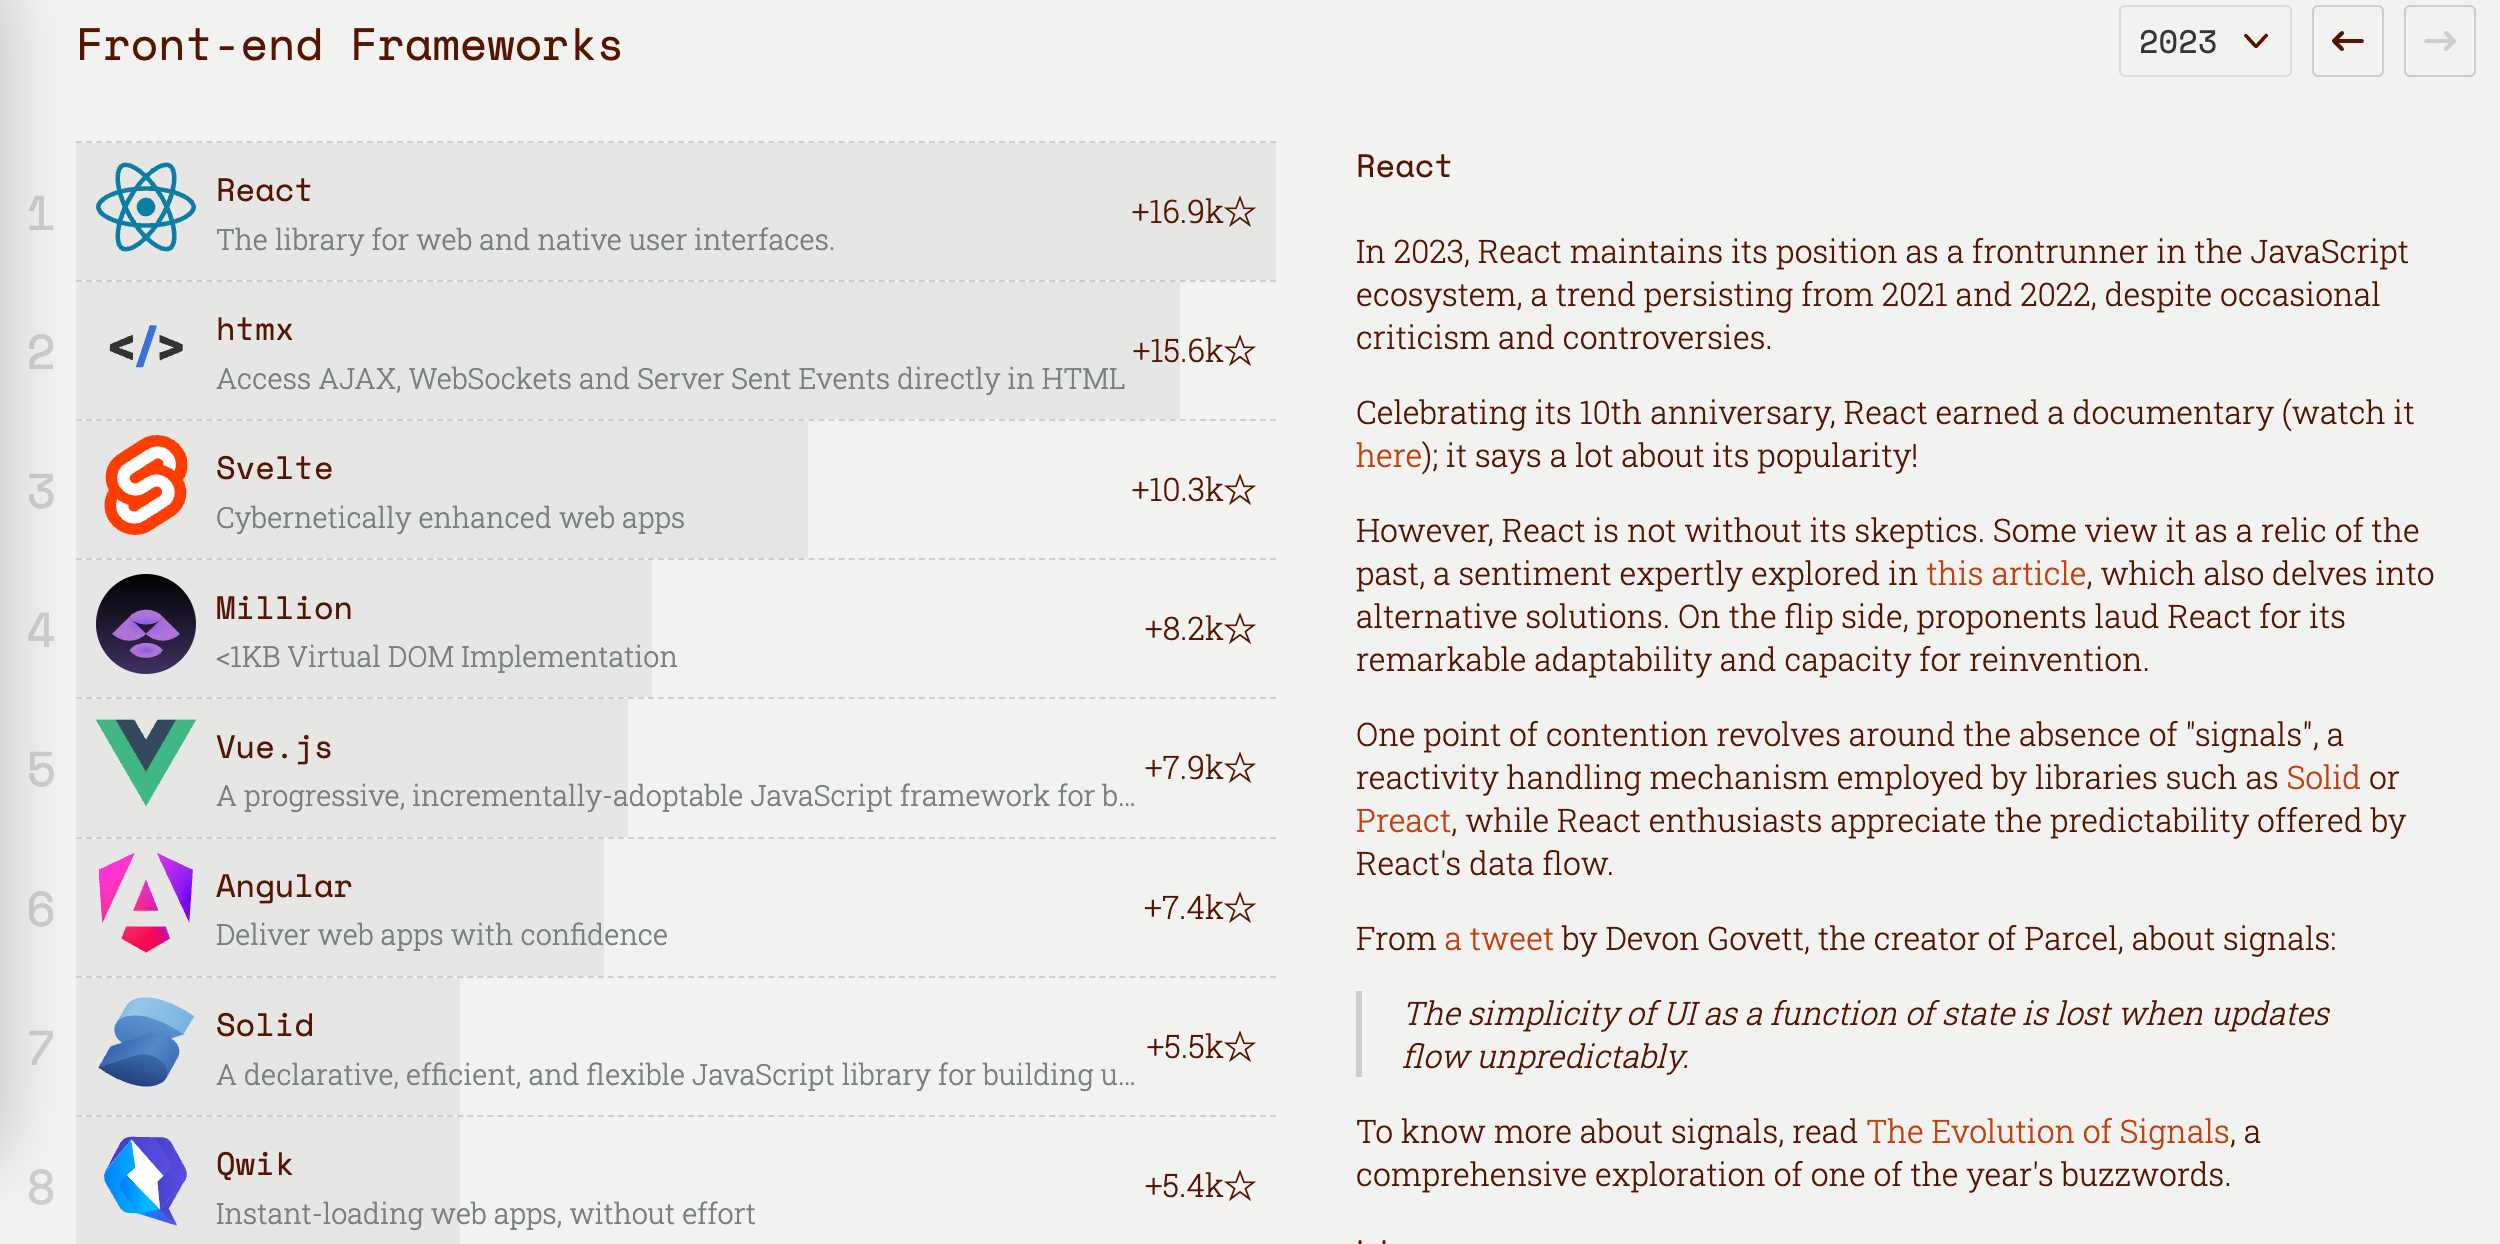 Front-end Frameworks
2023
1
React
The library for web and native user interfaces.
+16.9k☆
2
</>
htmx
Access AJAX, WebSockets and Server Sent Events directly in HTML
+15.6k☆
3
Svelte
Cybernetically enhanced web apps
+10.3k☆
4
Million
<1KB Virtual DOM Implementation
+8.2k☆
5
Vue.js
A progressive, incrementally-adoptable JavaScript framework for b...
+7.9k☆
6
Angular
Deliver web apps with confidence
+7.4k☆
7
Solid
A declarative, efficient, and flexible JavaScript library for building u...
+5.5k☆
8
Qwik
Instant-loading web apps, without effort
+5.4k☆
React
In 2023, React maintains its position as a frontrunner in the JavaScript
ecosystem, a trend persisting from 2021 and 2022, despite occasional
criticism and controversies.
Celebrating its 10th anniversary, React earned a documentary (watch it
here); it says a lot about its popularity!
However, React is not without its skeptics. Some view it as a relic of the
past, a sentiment expertly explored in this article, which also delves into
alternative solutions. On the flip side, proponents laud React for its
remarkable adaptability and capacity for reinvention.
One point of contention revolves around the absence of "signals", a
reactivity handling mechanism employed by libraries such as Solid or
Preact, while React enthusiasts appreciate the predictability offered by
React's data flow.
From a tweet by Devon Govett, the creator of Parcel, about signals:
The simplicity of UI as a function of state is lost when updates
flow unpredictably.
To know more about signals, read The Evolution of Signals, a
comprehensive exploration of one of the year's buzzwords.